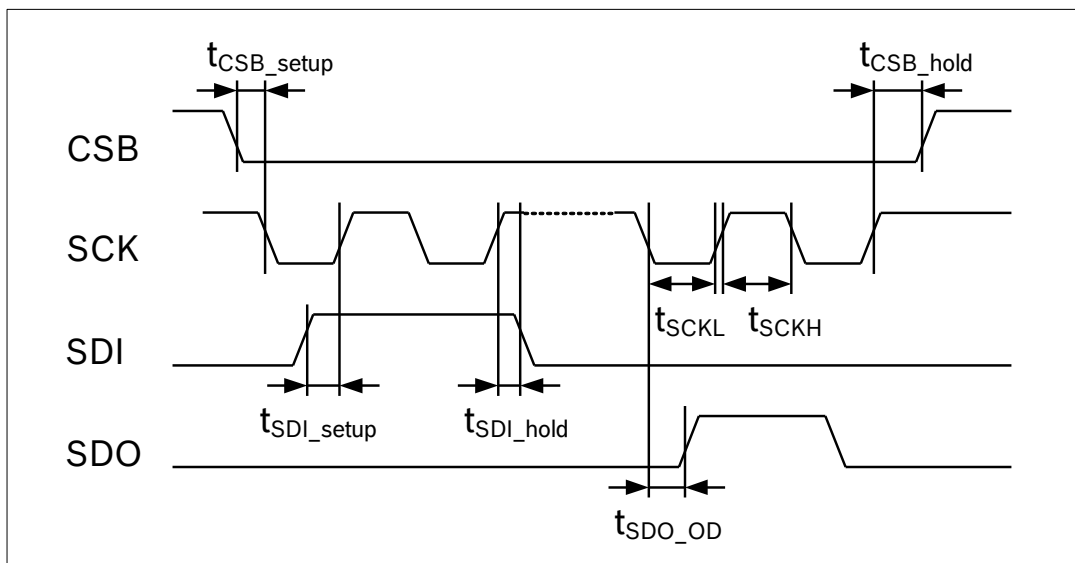 tCSB_setup
tCSB_hold
CSB
SCK
tSCKL
tSCKH
SDI
tSDI_setup
tSDI_hold
SDO
tSDO_OD